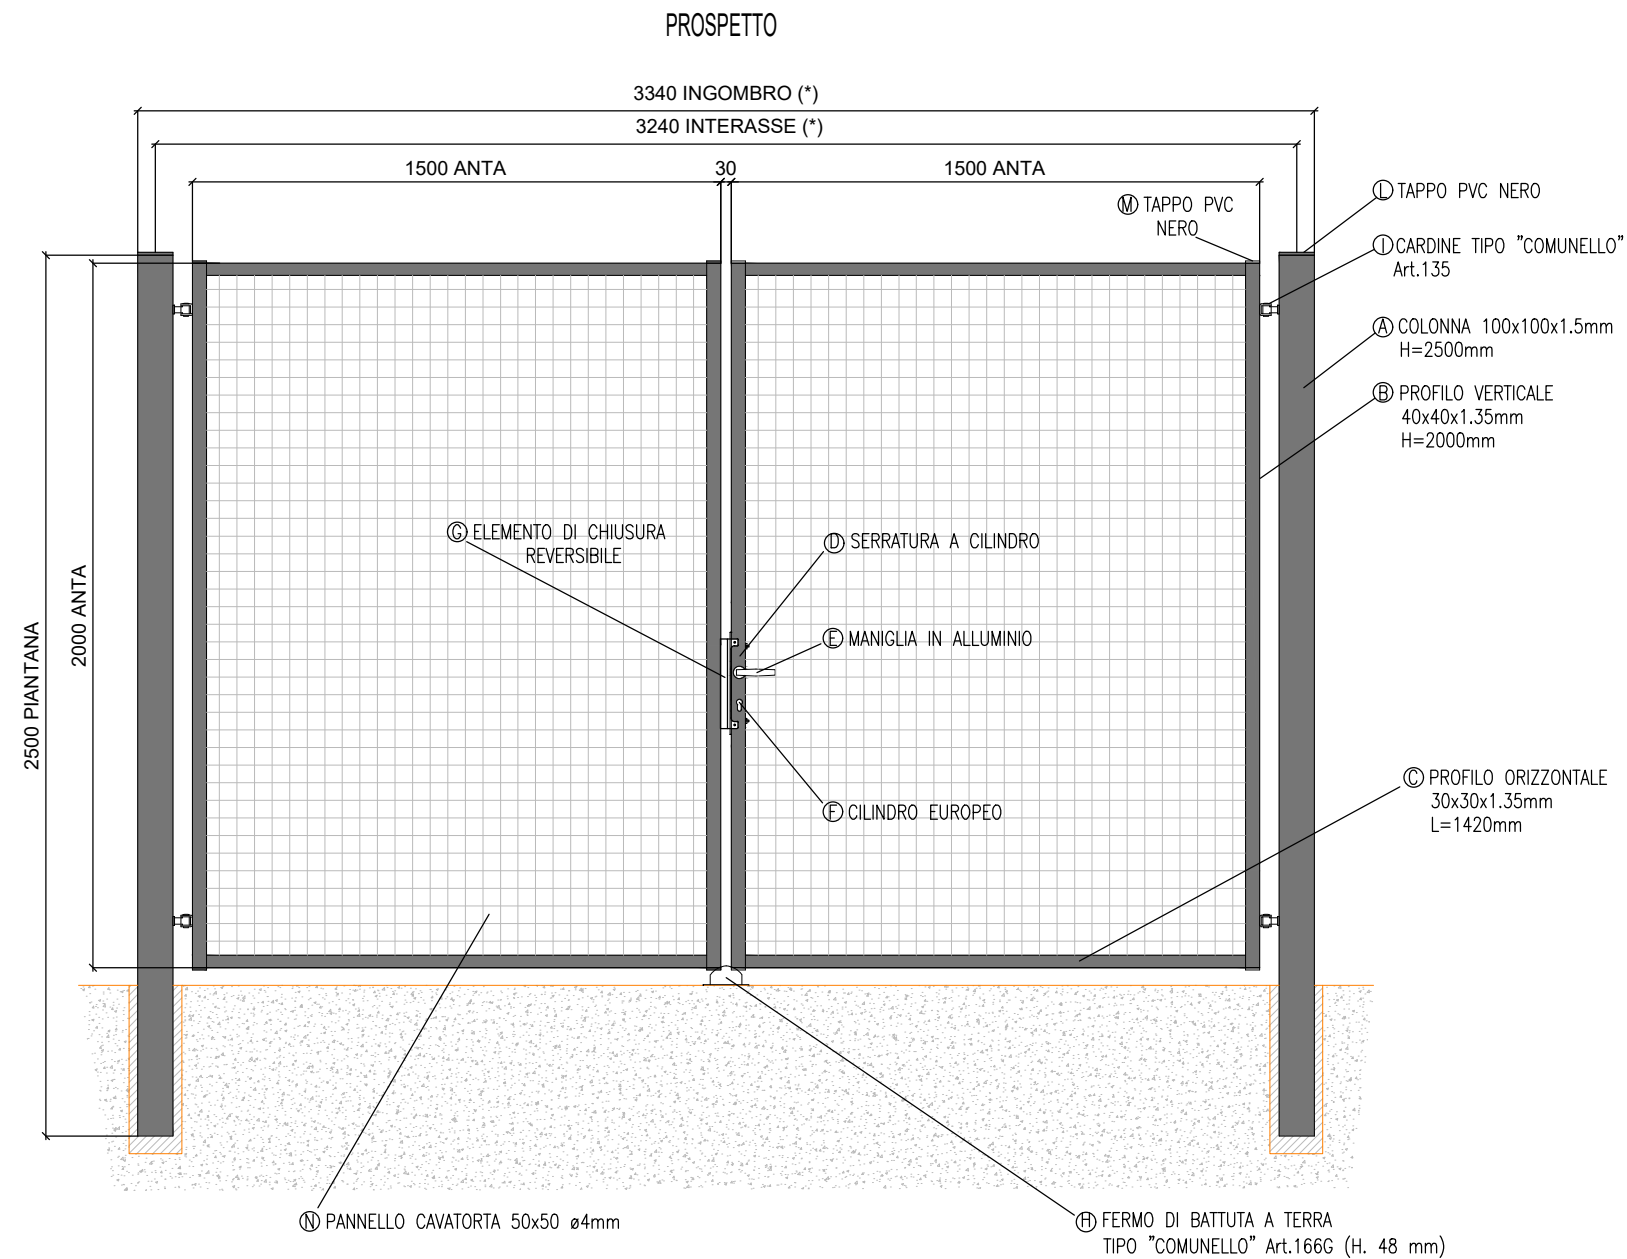 PROSPETTO
3340 INGOMBRO (*)
3240 INTERASSE (*)
1500 ANTA
30
1500 ANTA
Ⓜ TAPPO PVC
NERO
Ⓛ TAPPO PVC NERO
Ⓘ CARDINE TIPO "COMUNELLO"
Art.135
Ⓐ COLONNA 100x100x1.5mm
H=2500mm
Ⓑ PROFILO VERTICALE
40x40x1.35mm
H=2000mm
Ⓖ ELEMENTO DI CHIUSURA
REVERSIBILE
Ⓓ SERRATURA A CILINDRO
Ⓔ MANIGLIA IN ALLUMINIO
2000 ANTA
2500 PIANTANA
Ⓒ PROFILO ORIZZONTALE
30x30x1.35mm
L=1420mm
Ⓕ CILINDRO EUROPEO
Ⓝ PANNELLO CAVATORTA 50x50 ø4mm
Ⓗ FERMO DI BATTUTA A TERRA
TIPO "COMUNELLO" Art.166G (H. 48 mm)